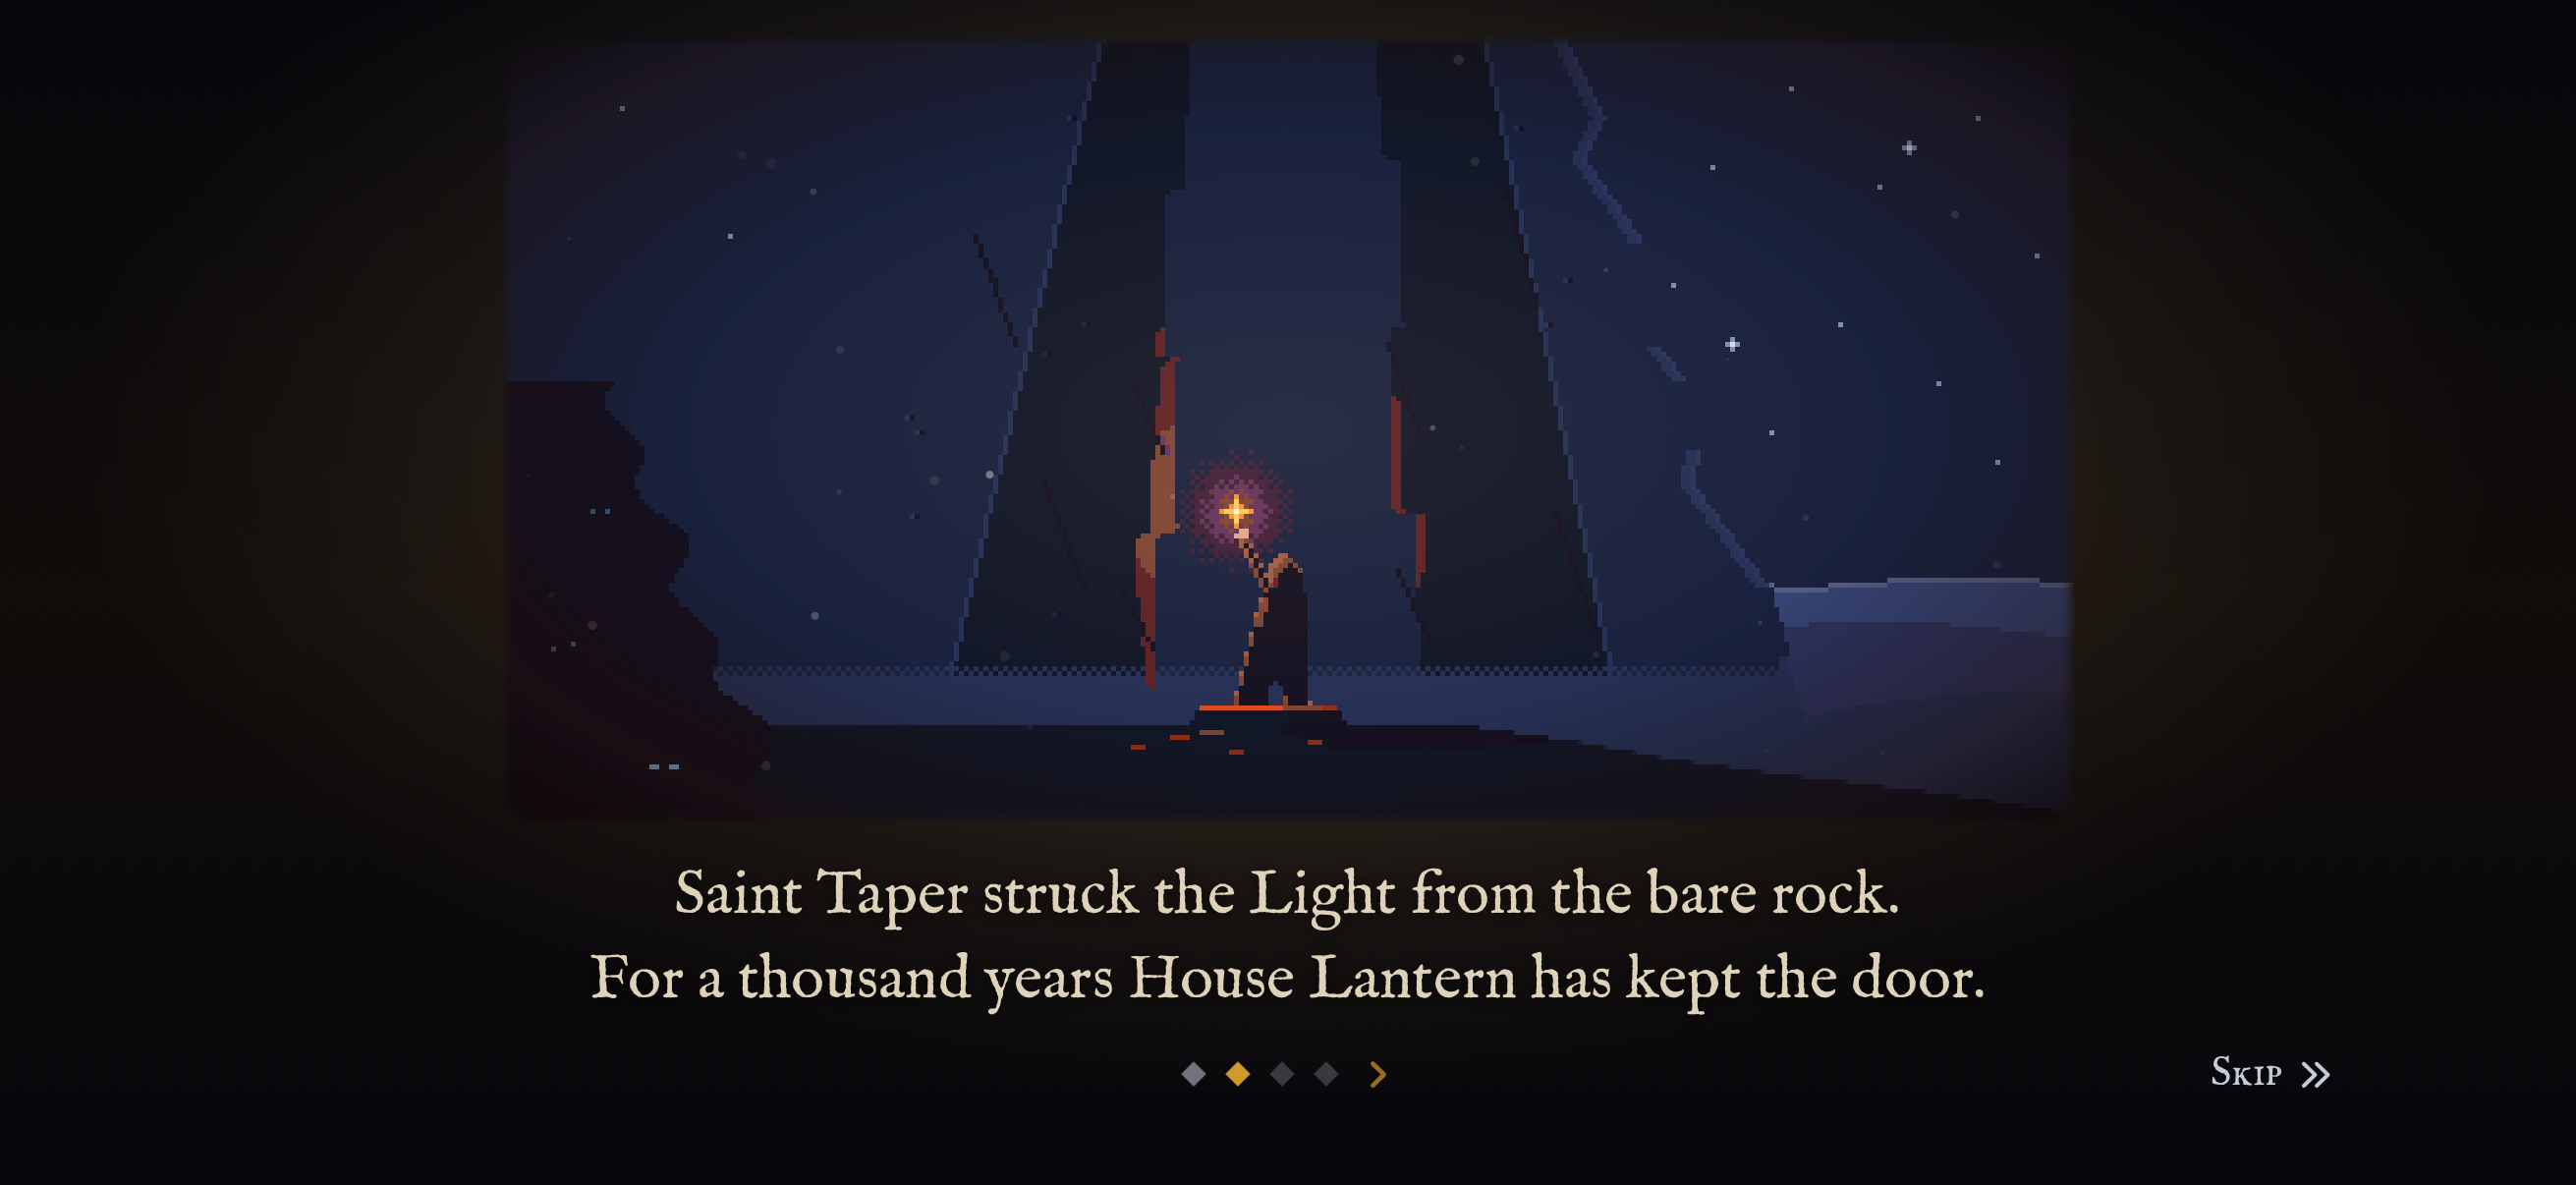 Saint Taper struck the Light from the bare rock.
For a thousand years House Lantern has kept the door.
Skip